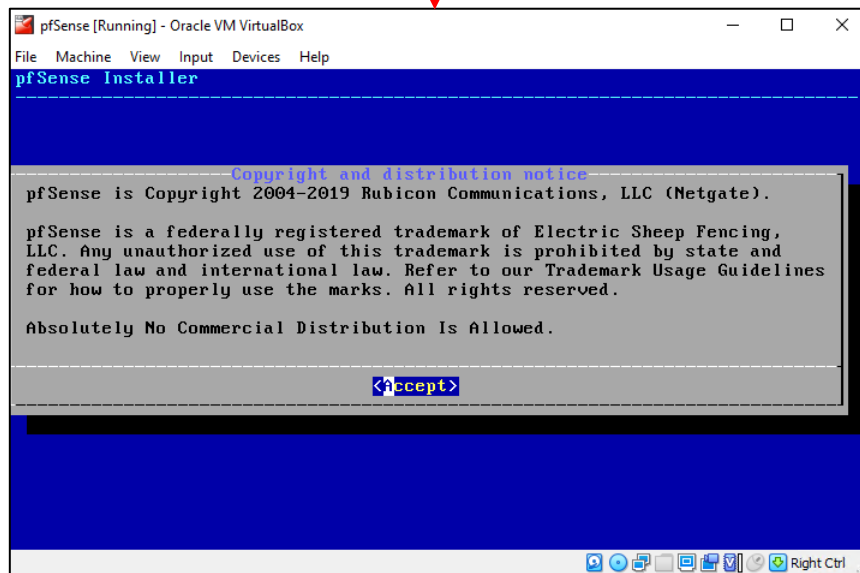 pfSense [Running] - Oracle VM VirtualBox
File Machine View Input Devices Help
pfSense Installer
Copyright and distribution notice
pfSense is Copyright 2004-2019 Rubicon Communications, LLC (Netgate).
pfSense is a federally registered trademark of Electric Sheep Fencing,
LLC. Any unauthorized use of this trademark is prohibited by state and
federal law and international law. Refer to our Trademark Usage Guidelines
for how to properly use the marks. All rights reserved.
Absolutely No Commercial Distribution Is Allowed.
<Accept>
Right Ctrl